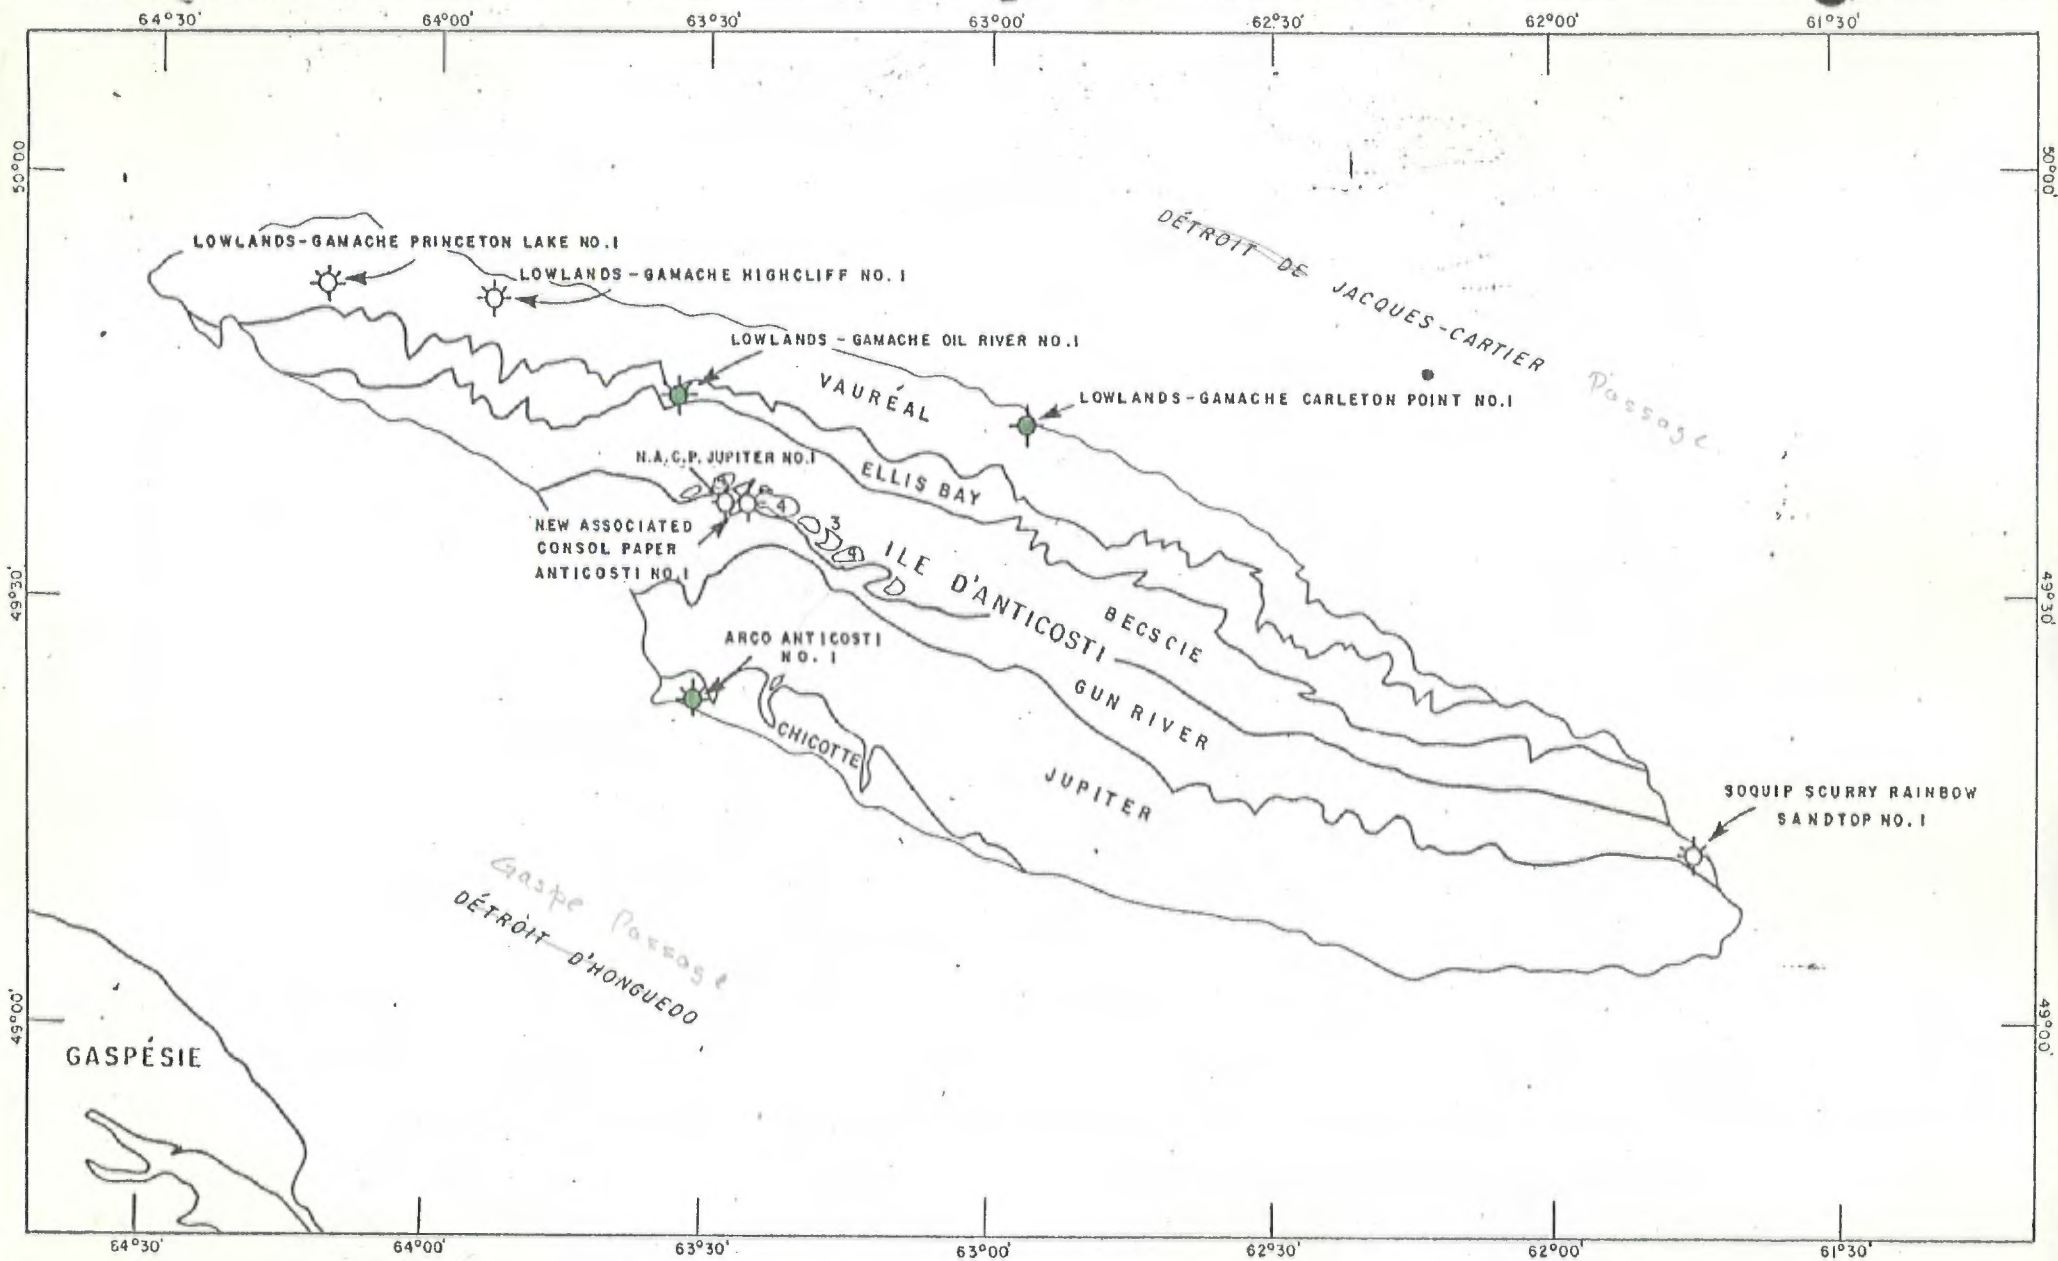 64°30'
64°00'
63°30'
63°00'
62°30'
62°00'
61°30'
50°00
50°00'
LOWLANDS-GAMACHE PRINCETON LAKE NO.1
LOWLANDS-GAMACHE HIGHCLIFF NO.1
DÉTROIT DE JACQUES-CARTIER
Passage
LOWLANDS-GAMACHE OIL RIVER NO.1
VAURÉAL
LOWLANDS-GAMACHE CARLETON POINT NO.1
N.A.C.P. JUPITER NO.1
ELLIS BAY
4
3
4
NEW ASSOCIATED
CONSOL PAPER
ANTICOSTI NO.1
ILE D'ANTICOSTI
49°30'
49°30'
BECSCIE
ARCO ANTICOSTI
NO.1
GUN RIVER
CHICOTTE
JUPITER
SOQUIP SCURRY RAINBOW
SANDTOP NO.1
Gaspe Passage
DÉTROIT D'HONGUEDO
49°00'
49°00'
GASPÉSIE
64°30'
64°00'
63°30'
63°00'
62°30'
62°00'
61°30'